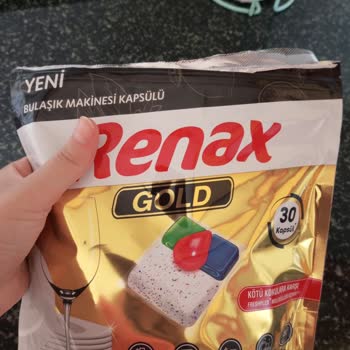 YENİ
BULAŞIK MAKİNESİ KAPSÜLÜ
Renax
GOLD
30
Kapsül
KÖTÜ KOKULARA KARŞI